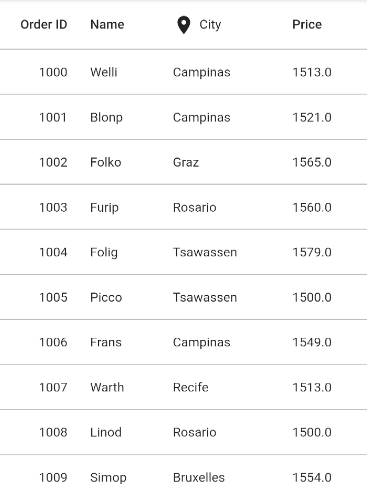 Order ID Name City Price
1000 Welli Campinas 1513.0
1001 Blonp Campinas 1521.0
1002 Folko Graz 1565.0
1003 Furip Rosario 1560.0
1004 Folig Tsawassen 1579.0
1005 Picco Tsawassen 1500.0
1006 Frans Campinas 1549.0
1007 Warth Recife 1513.0
1008 Linod Rosario 1500.0
1009 Simop Bruxelles 1554.0